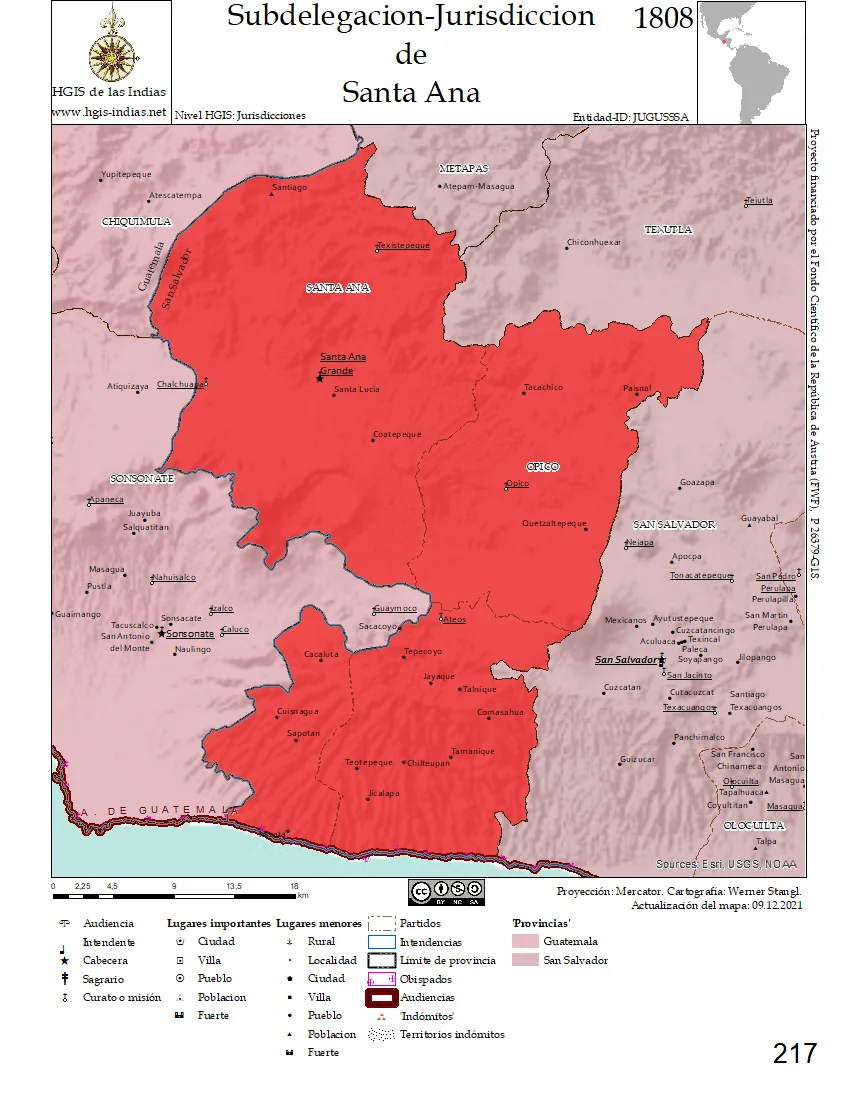 Subdelegacion-Jurisdiccion
de
Santa Ana
1808
HGIS de las Indias
www.hgis-indias.net
Nivel HGIS: Jurisdicciones
Entidad-ID: JUGUSSSA
Proyecto financiado por el Fondo Científico de la República de Austria (FWF), P 26379-G18
Yupitepeque
Atescatempa
CHIQUIMULA
Santiago
METAPAS
Atepam-Masagua
Tejutla
TEXUTLA
Chiconhuexar
Texistepeque
Guatemala
San Salvador
SANTA ANA
Santa Ana
Grande
Santa Lucia
Atiquizaya
Chalchuapa
Tacachico
Paisnal
Coatepeque
OPICO
Opico
SONSONATE
Apaneca
Juayuba
Salquatitan
Goazapa
Quetzaltepeque
SAN SALVADOR
Guayabal
Nejapa
Apocpa
Masagua
Nahuisalco
Pustla
Tonacatepeque
San Pedro
Perulapa
Perulapilla
Guaimango
Izalco
Guaymoco
Ateos
Sonsacate
Tacuscalco
Sonsonate
Caluco
San Antonio
del Monte
Naulingo
Sacacoyo
Mexicanos
Ayutustepeque
Cuzcatancingo
San Martin
Perulapa
Aculuaca
Texincal
Paleca
Soyapango
San Salvador
Jilopango
San Jacinto
Cacaluta
Tepecoyo
Jayaque
Talnique
Cuzcatan
Cutacuzcat
Santiago
Texacuangos
Texacuangos
Cuisnagua
Sapotan
Comasahua
Panchimalco
Teotepeque
Chilteupan
Tamanique
Guizucar
San Francisco
Chinameca
San
Antonio
Masagua
Olocuilta
Tapalhuaca
Jicalapa
Coyultitan
Masagua
A. DE GUATEMALA
OLOCUILTA
Talpa
Sources: Esri, USGS, NOAA
0 2,25 4,5 9 13,5 18
km
CC BY NC SA
Proyección: Mercator. Cartografía: Werner Stangl.
Actualización del mapa: 09.12.2021
Audiencia
Intendente
Cabecera
Sagrario
Curato o misión
Lugares importantes
Ciudad
Villa
Pueblo
Poblacion
Fuerte
Lugares menores
Rural
Localidad
Ciudad
Villa
Pueblo
Poblacion
Fuerte
Partidos
Intendencias
Límite de provincia
Obispados
Audiencias
'Indómitos'
Territorios indómitos
'Provincias'
Guatemala
San Salvador
217